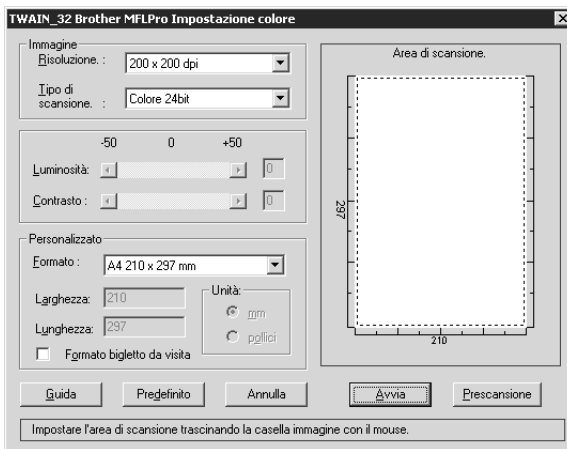 TWAIN_32 Brother MFLPro Impostazione colore
Immagine
Risoluzione. :
200 x 200 dpi
Tipo di
scansione. :
Colore 24bit
-50 0 +50
Luminosità:
0
Contrasto :
0
Personalizzato
Formato :
A4 210 x 297 mm
Larghezza:
210
Lunghezza:
297
Unità:
mm
pollici
Formato bigletto da visita
Area di scansione.
297
210
Guida
Predefinito
Annulla
Avvia
Prescansione
Impostare l'area di scansione trascinando la casella immagine con il mouse.